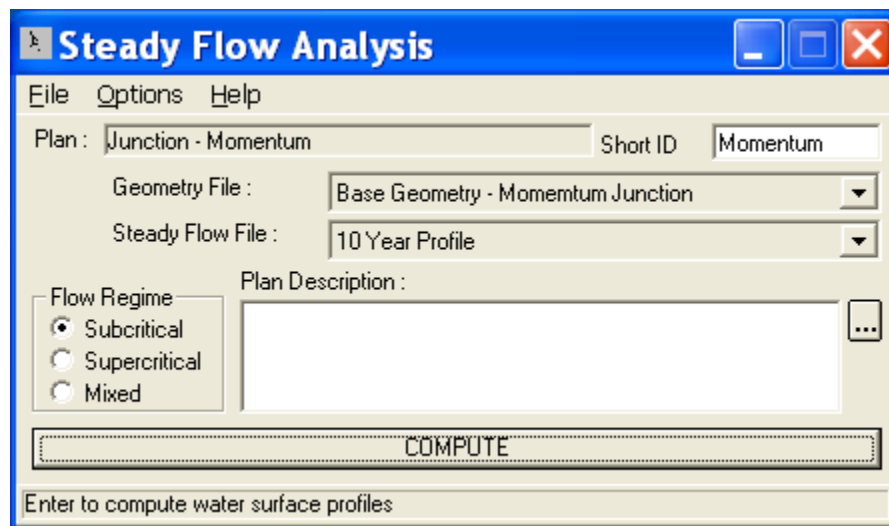 Steady Flow Analysis
File Options Help
Plan : Junction - Momentum Short ID Momentum
Geometry File : Base Geometry - Momemtum Junction
Steady Flow File : 10 Year Profile
Plan Description :
Flow Regime
Subcritical
Supercritical
Mixed
...
COMPUTE
Enter to compute water surface profiles